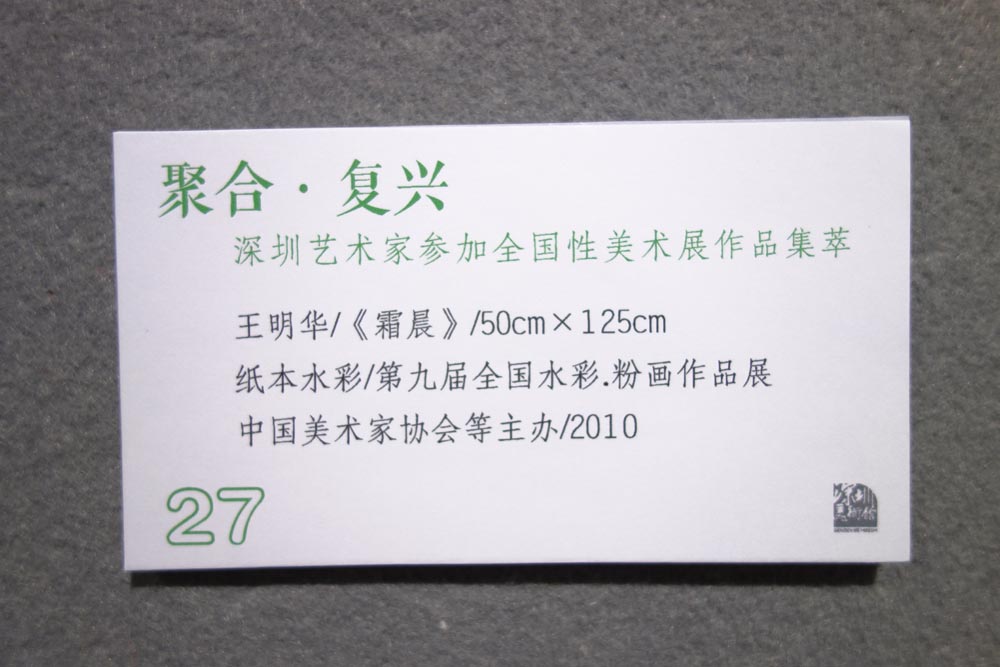 聚合·复兴
深圳艺术家参加全国性美术展作品集萃
王明华/《霜晨》/50cm×125cm
纸本水彩/第九届全国水彩.粉画作品展
中国美术家协会等主办/2010
27